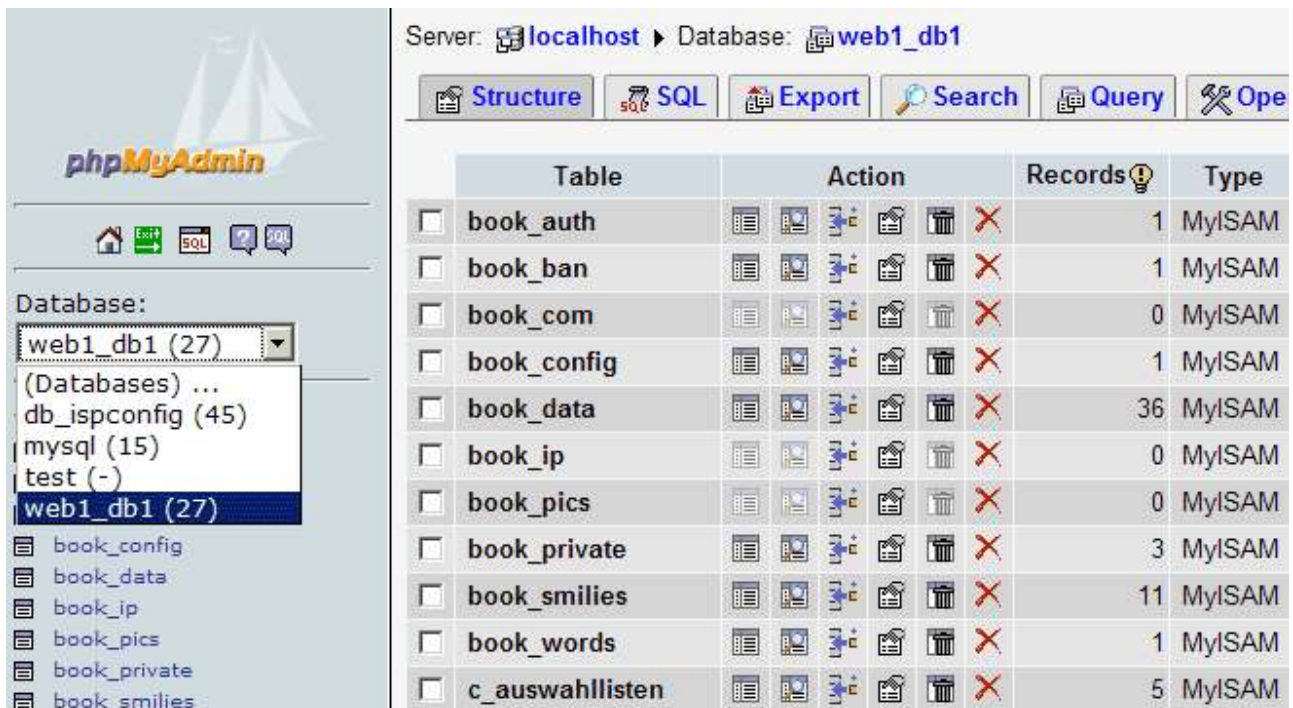 phpMyAdmin
Exit
SQL
SQL
Database:
web1_db1 (27)
(Databases) ...
db_ispconfig (45)
mysql (15)
test (-)
web1_db1 (27)
book_config
book_data
book_ip
book_pics
book_private
book_smilies
Server: localhost Database: web1_db1
Structure SQL Export Search Query Ope
Table Action Records Type
book_auth 1 MyISAM
book_ban 1 MyISAM
book_com 0 MyISAM
book_config 1 MyISAM
book_data 36 MyISAM
book_ip 0 MyISAM
book_pics 0 MyISAM
book_private 3 MyISAM
book_smilies 11 MyISAM
book_words 1 MyISAM
c_auswahllisten 5 MyISAM